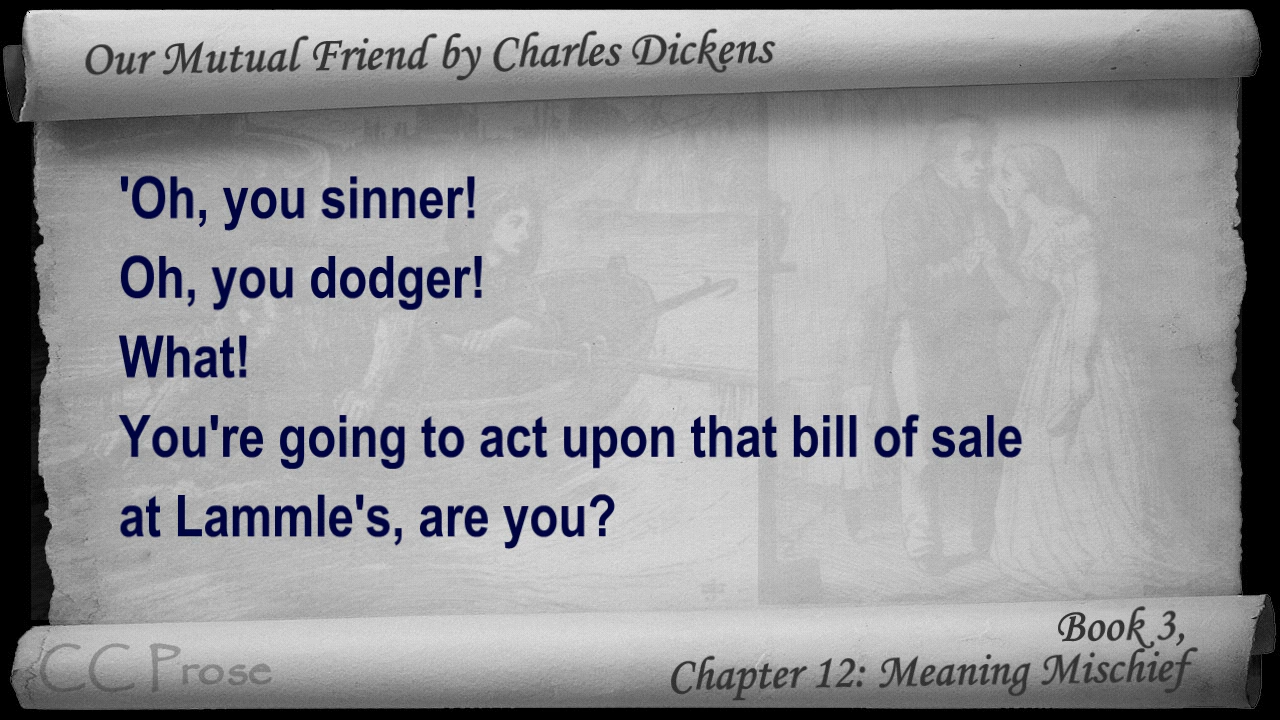 Our Mutual Friend by Charles Dickens
'Oh, you sinner!
Oh, you dodger!
What!
You're going to act upon that bill of sale
at Lammle's, are you?
Book 3,
Chapter 12: Meaning Mischief
CC Prose